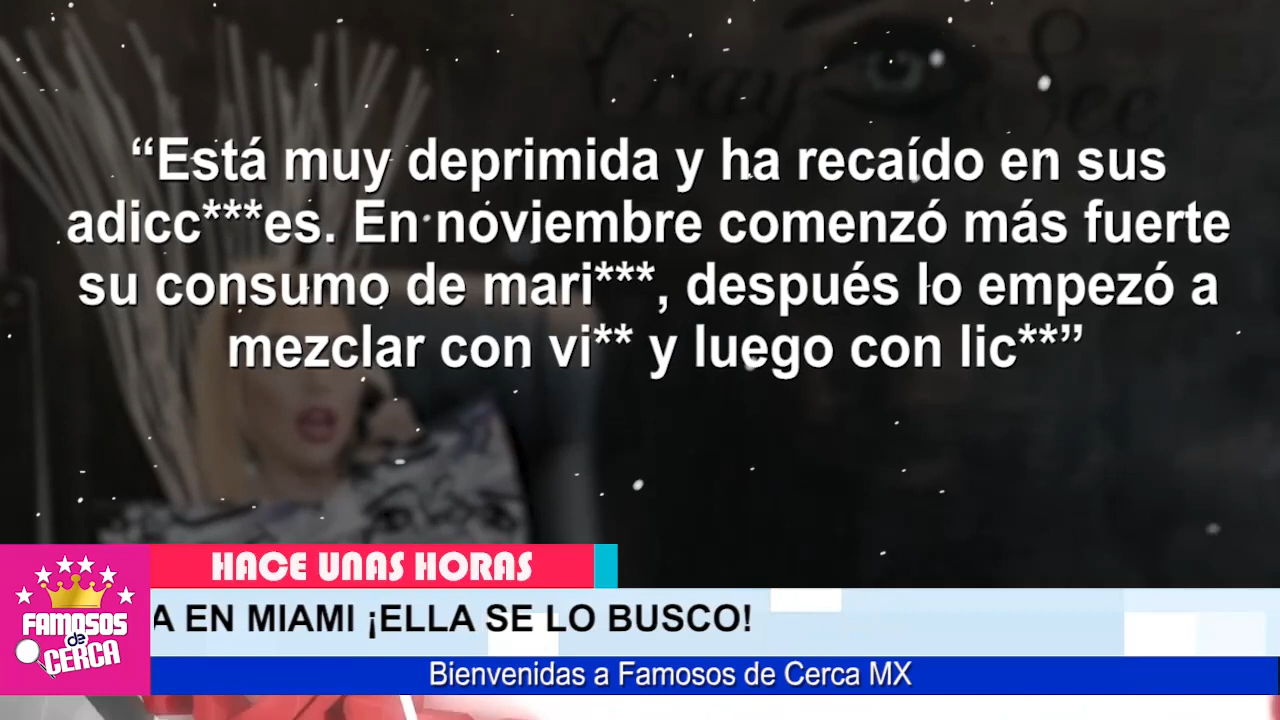 Cray Sec
“Está muy deprimida y ha recaído en sus
adicc***es. En noviembre comenzó más fuerte
su consumo de mari***, después lo empezó a
mezclar con vi** y luego con lic**”
HACE UNAS HORAS
A EN MIAMI ¡ELLA SE LO BUSCO!
FAMOSOS
de
CERCA
Bienvenidas a Famosos de Cerca MX